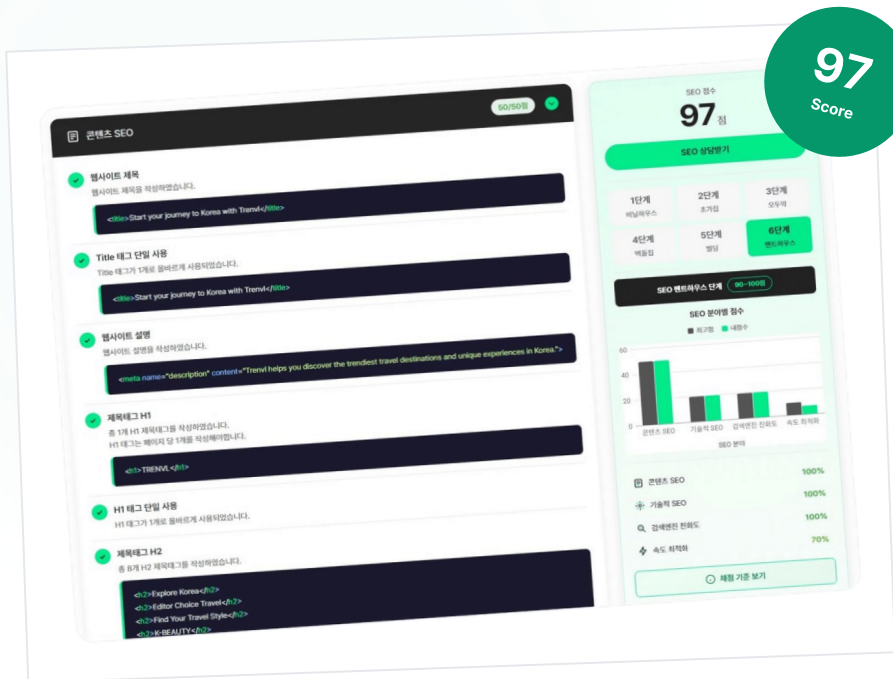 콘텐츠 SEO
50/50점
웹사이트 제목
웹사이트 제목을 작성하였습니다.
<title>Start your journey to Korea with Trenvl</title>
Title 태그 단일 사용
Title 태그가 1개로 올바르게 사용되었습니다.
<title>Start your journey to Korea with Trenvl</title>
웹사이트 설명
웹사이트 설명을 작성하였습니다.
<meta name="description" content="Trenvl helps you discover the trendiest travel destinations and unique experiences in Korea.">
제목태그 H1
총 1개 H1 제목태그를 작성하였습니다.
H1 태그는 페이지 당 1개를 작성해야합니다.
<h1>TRENVL</h1>
H1 태그 단일 사용
H1 태그가 1개로 올바르게 사용되었습니다.
제목태그 H2
총 8개 H2 제목태그를 작성하였습니다.
<h2>Explore Korea</h2>
<h2>Editor Choice Travel</h2>
<h2>Find Your Travel Style</h2>
<h2>K-BEAUTY</h2>
SEO 점수
97점
SEO 상담받기
1단계
비닐하우스
2단계
초가집
3단계
오두막
4단계
벽돌집
5단계
빌딩
6단계
펜트하우스
SEO 펜트하우스 단계
90~100점
SEO 분야별 점수
최고점
내점수
60
40
20
0
콘텐츠 SEO
기술적 SEO
검색엔진 친화도
속도 최적화
SEO 분야
콘텐츠 SEO
100%
기술적 SEO
100%
검색엔진 친화도
100%
속도 최적화
70%
채점 기준 보기
97
Score